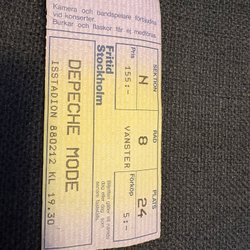 Kamera och bandspelare förbjudna
vid konserter.
Burkar och flaskor får ej medföras.
SEKTION RAD PLATS
N 8 24
VÄNSTER
Pris 155:- Förköp 5:-
Fritid
Stockholm
DEPECHE MODE
ISSTADION 880212 KL 19.30